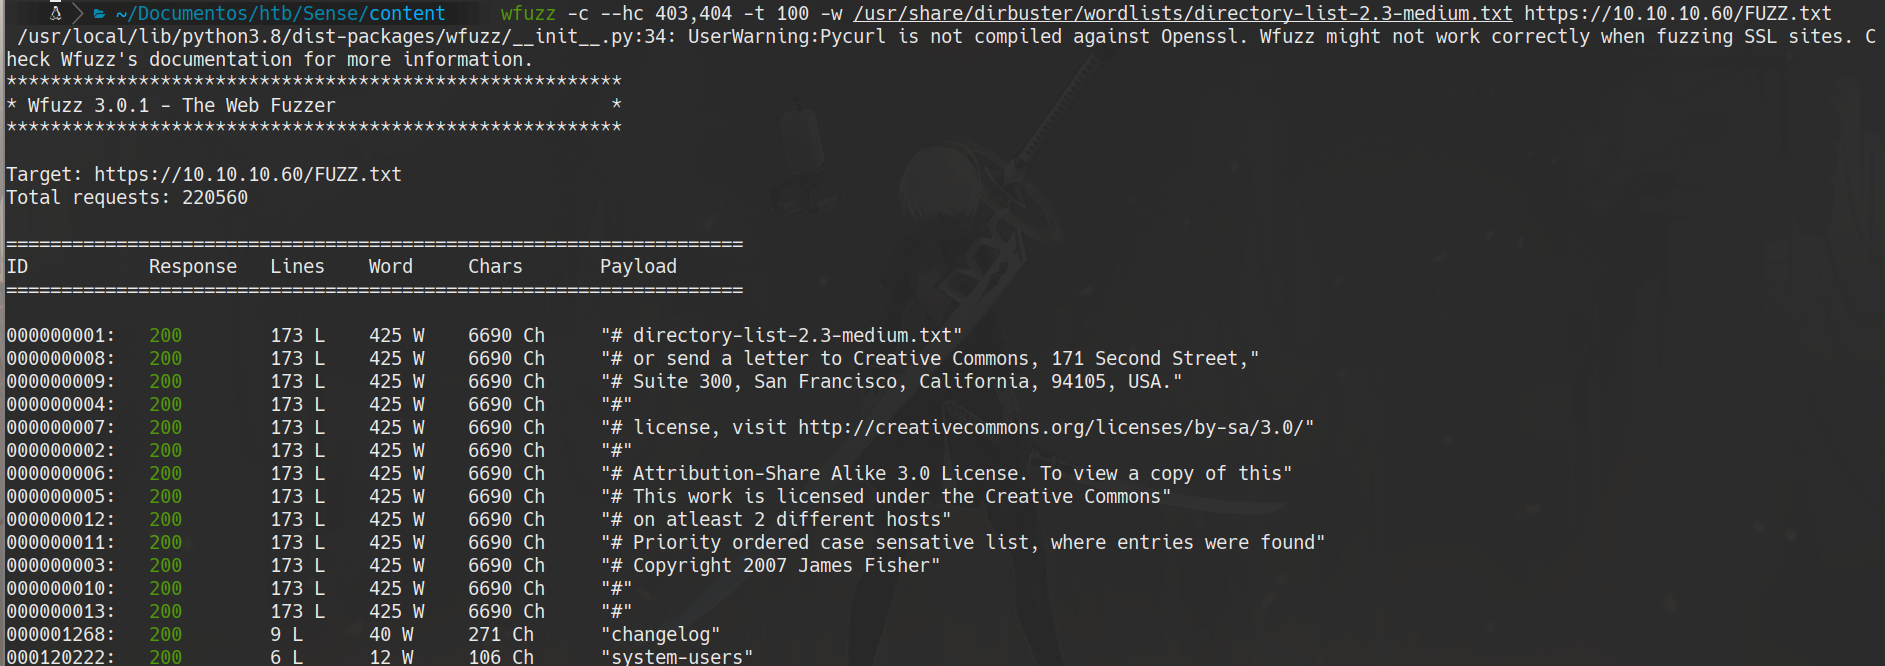 ~/Documentos/htb/Sense/content wfuzz -c --hc 403,404 -t 100 -w /usr/share/dirbuster/wordlists/directory-list-2.3-medium.txt https://10.10.10.60/FUZZ.txt
/usr/local/lib/python3.8/dist-packages/wfuzz/__init__.py:34: UserWarning:Pycurl is not compiled against Openssl. Wfuzz might not work correctly when fuzzing SSL sites. C
heck Wfuzz's documentation for more information.
********************************************************
* Wfuzz 3.0.1 - The Web Fuzzer                         *
********************************************************
Target: https://10.10.10.60/FUZZ.txt
Total requests: 220560
===================================================================
ID           Response   Lines    Word     Chars       Payload
===================================================================
000000001:   200        173 L    425 W    6690 Ch     "# directory-list-2.3-medium.txt"
000000008:   200        173 L    425 W    6690 Ch     "# or send a letter to Creative Commons, 171 Second Street,"
000000009:   200        173 L    425 W    6690 Ch     "# Suite 300, San Francisco, California, 94105, USA."
000000004:   200        173 L    425 W    6690 Ch     "#"
000000007:   200        173 L    425 W    6690 Ch     "# license, visit http://creativecommons.org/licenses/by-sa/3.0/"
000000002:   200        173 L    425 W    6690 Ch     "#"
000000006:   200        173 L    425 W    6690 Ch     "# Attribution-Share Alike 3.0 License. To view a copy of this"
000000005:   200        173 L    425 W    6690 Ch     "# This work is licensed under the Creative Commons"
000000012:   200        173 L    425 W    6690 Ch     "# on atleast 2 different hosts"
000000011:   200        173 L    425 W    6690 Ch     "# Priority ordered case sensative list, where entries were found"
000000003:   200        173 L    425 W    6690 Ch     "# Copyright 2007 James Fisher"
000000010:   200        173 L    425 W    6690 Ch     "#"
000000013:   200        173 L    425 W    6690 Ch     "#"
000001268:   200        9 L      40 W     271 Ch      "changelog"
000120222:   200        6 L      12 W     106 Ch      "system-users"